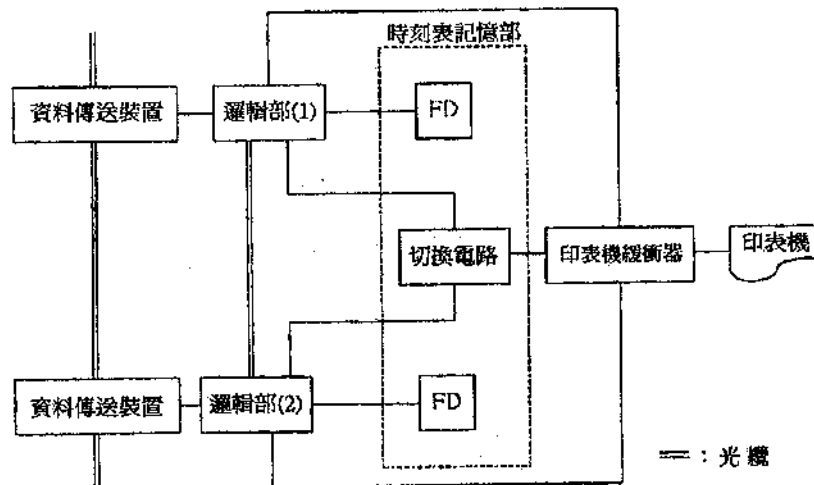 時刻表記憶部
資料傳送裝置
邏輯部(1)
FD
切換電路
印表機緩衝器
印表機
資料傳送裝置
邏輯部(2)
FD
═ : 光纜